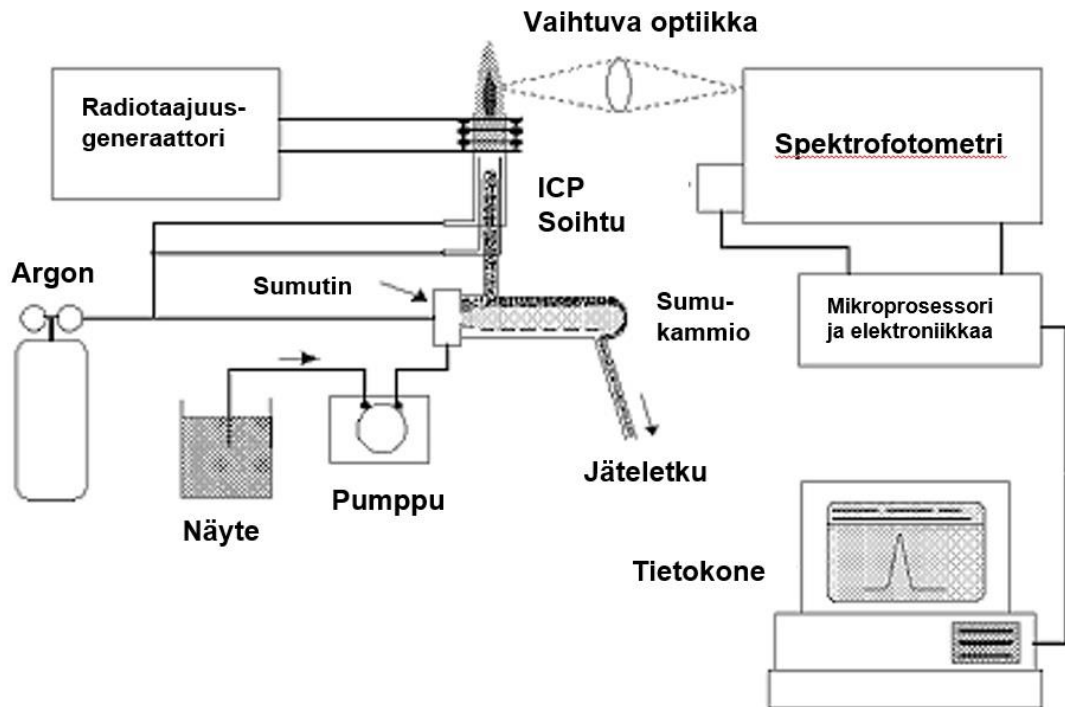 Vaihtuva optiikka
Radiotaajuus-
generaattori
Spektrofotometri
ICP
Soihtu
Argon
Sumutin
Sumu-
kammio
Mikroprosessori
ja elektroniikkaa
Näyte
Pumppu
Jäteletku
Tietokone